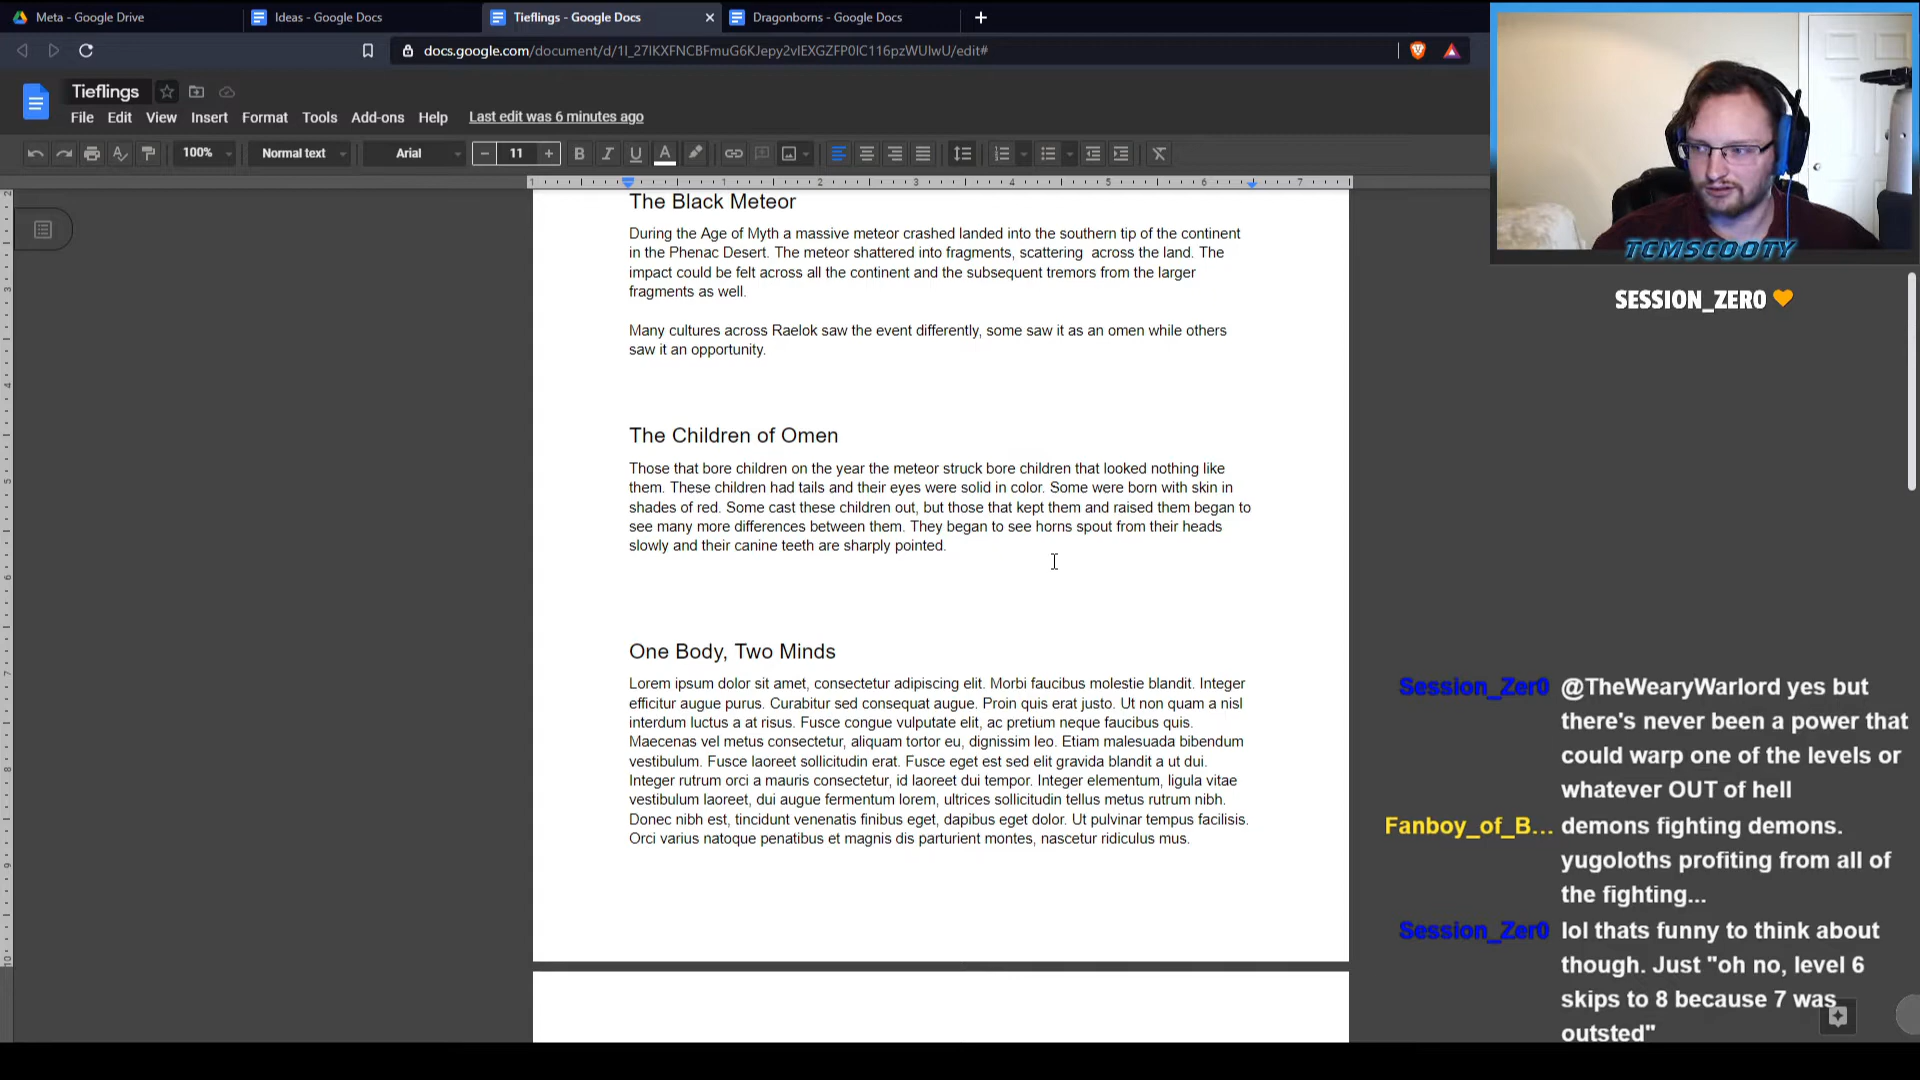 Meta - Google Drive
Ideas - Google Docs
Tieflings - Google Docs
Dragonborns - Google Docs
docs.google.com/document/d/1I_27IKXFNCBFmuG6KJepy2vIEXGZFP0IC116pzWUIwU/edit#
Tieflings
File Edit View Insert Format Tools Add-ons Help Last edit was 6 minutes ago
100% Normal text Arial 11
TCMSCOOTY
SESSION_ZER0
The Black Meteor
During the Age of Myth a massive meteor crashed landed into the southern tip of the continent
in the Phenac Desert. The meteor shattered into fragments, scattering  across the land. The
impact could be felt across all the continent and the subsequent tremors from the larger
fragments as well.
Many cultures across Raelok saw the event differently, some saw it as an omen while others
saw it an opportunity.
The Children of Omen
Those that bore children on the year the meteor struck bore children that looked nothing like
them. These children had tails and their eyes were solid in color. Some were born with skin in
shades of red. Some cast these children out, but those that kept them and raised them began to
see many more differences between them. They began to see horns spout from their heads
slowly and their canine teeth are sharply pointed.
One Body, Two Minds
Lorem ipsum dolor sit amet, consectetur adipiscing elit. Morbi faucibus molestie blandit. Integer
efficitur augue purus. Curabitur sed consequat augue. Proin quis erat justo. Ut non quam a nisl
interdum luctus a at risus. Fusce congue vulputate elit, ac pretium neque faucibus quis.
Maecenas vel metus consectetur, aliquam tortor eu, dignissim leo. Etiam malesuada bibendum
vestibulum. Fusce laoreet sollicitudin erat. Fusce eget est sed elit gravida blandit a ut dui.
Integer rutrum orci a mauris consectetur, id laoreet dui tempor. Integer elementum, ligula vitae
vestibulum laoreet, dui augue fermentum lorem, ultrices sollicitudin tellus metus rutrum nibh.
Donec nibh est, tincidunt venenatis finibus eget, dapibus eget dolor. Ut pulvinar tempus facilisis.
Orci varius natoque penatibus et magnis dis parturient montes, nascetur ridiculus mus.
Session_Zer0 @TheWearyWarlord yes but
there's never been a power that
could warp one of the levels or
whatever OUT of hell
Fanboy_of_B... demons fighting demons.
yugoloths profiting from all of
the fighting...
Session_Zer0 lol thats funny to think about
though. Just "oh no, level 6
skips to 8 because 7 was
outsted"